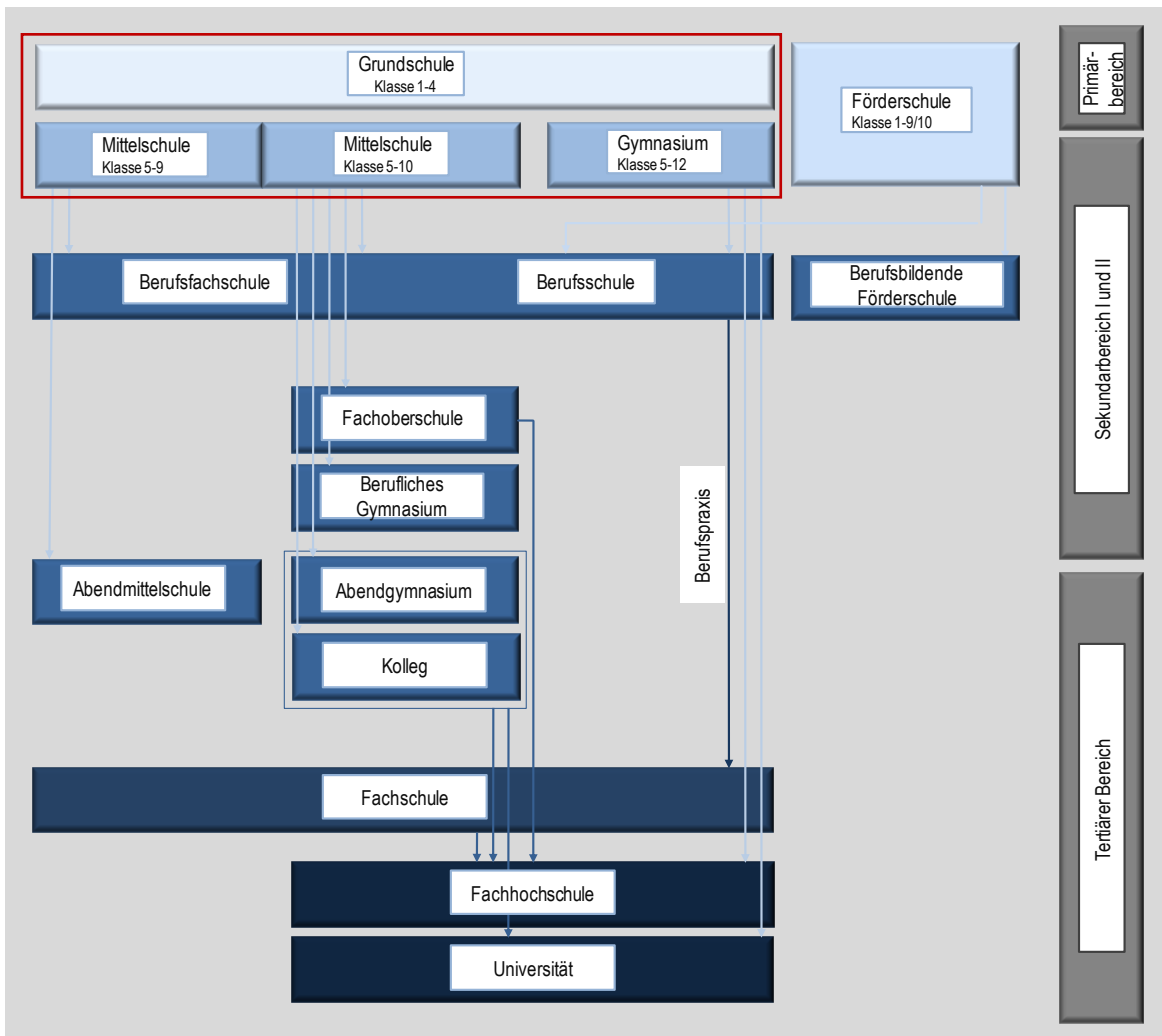 Grundschule
Klasse 1-4
Förderschule
Klasse 1-9/10
Primär-
bereich
Mittelschule
Klasse 5-9
Mittelschule
Klasse 5-10
Gymnasium
Klasse 5-12
Sekundarbereich I und II
Berufsfachschule
Berufsschule
Berufsbildende
Förderschule
Fachoberschule
Berufliches
Gymnasium
Berufspraxis
Abendmittelschule
Abendgymnasium
Kolleg
Tertiärer Bereich
Fachschule
Fachhochschule
Universität